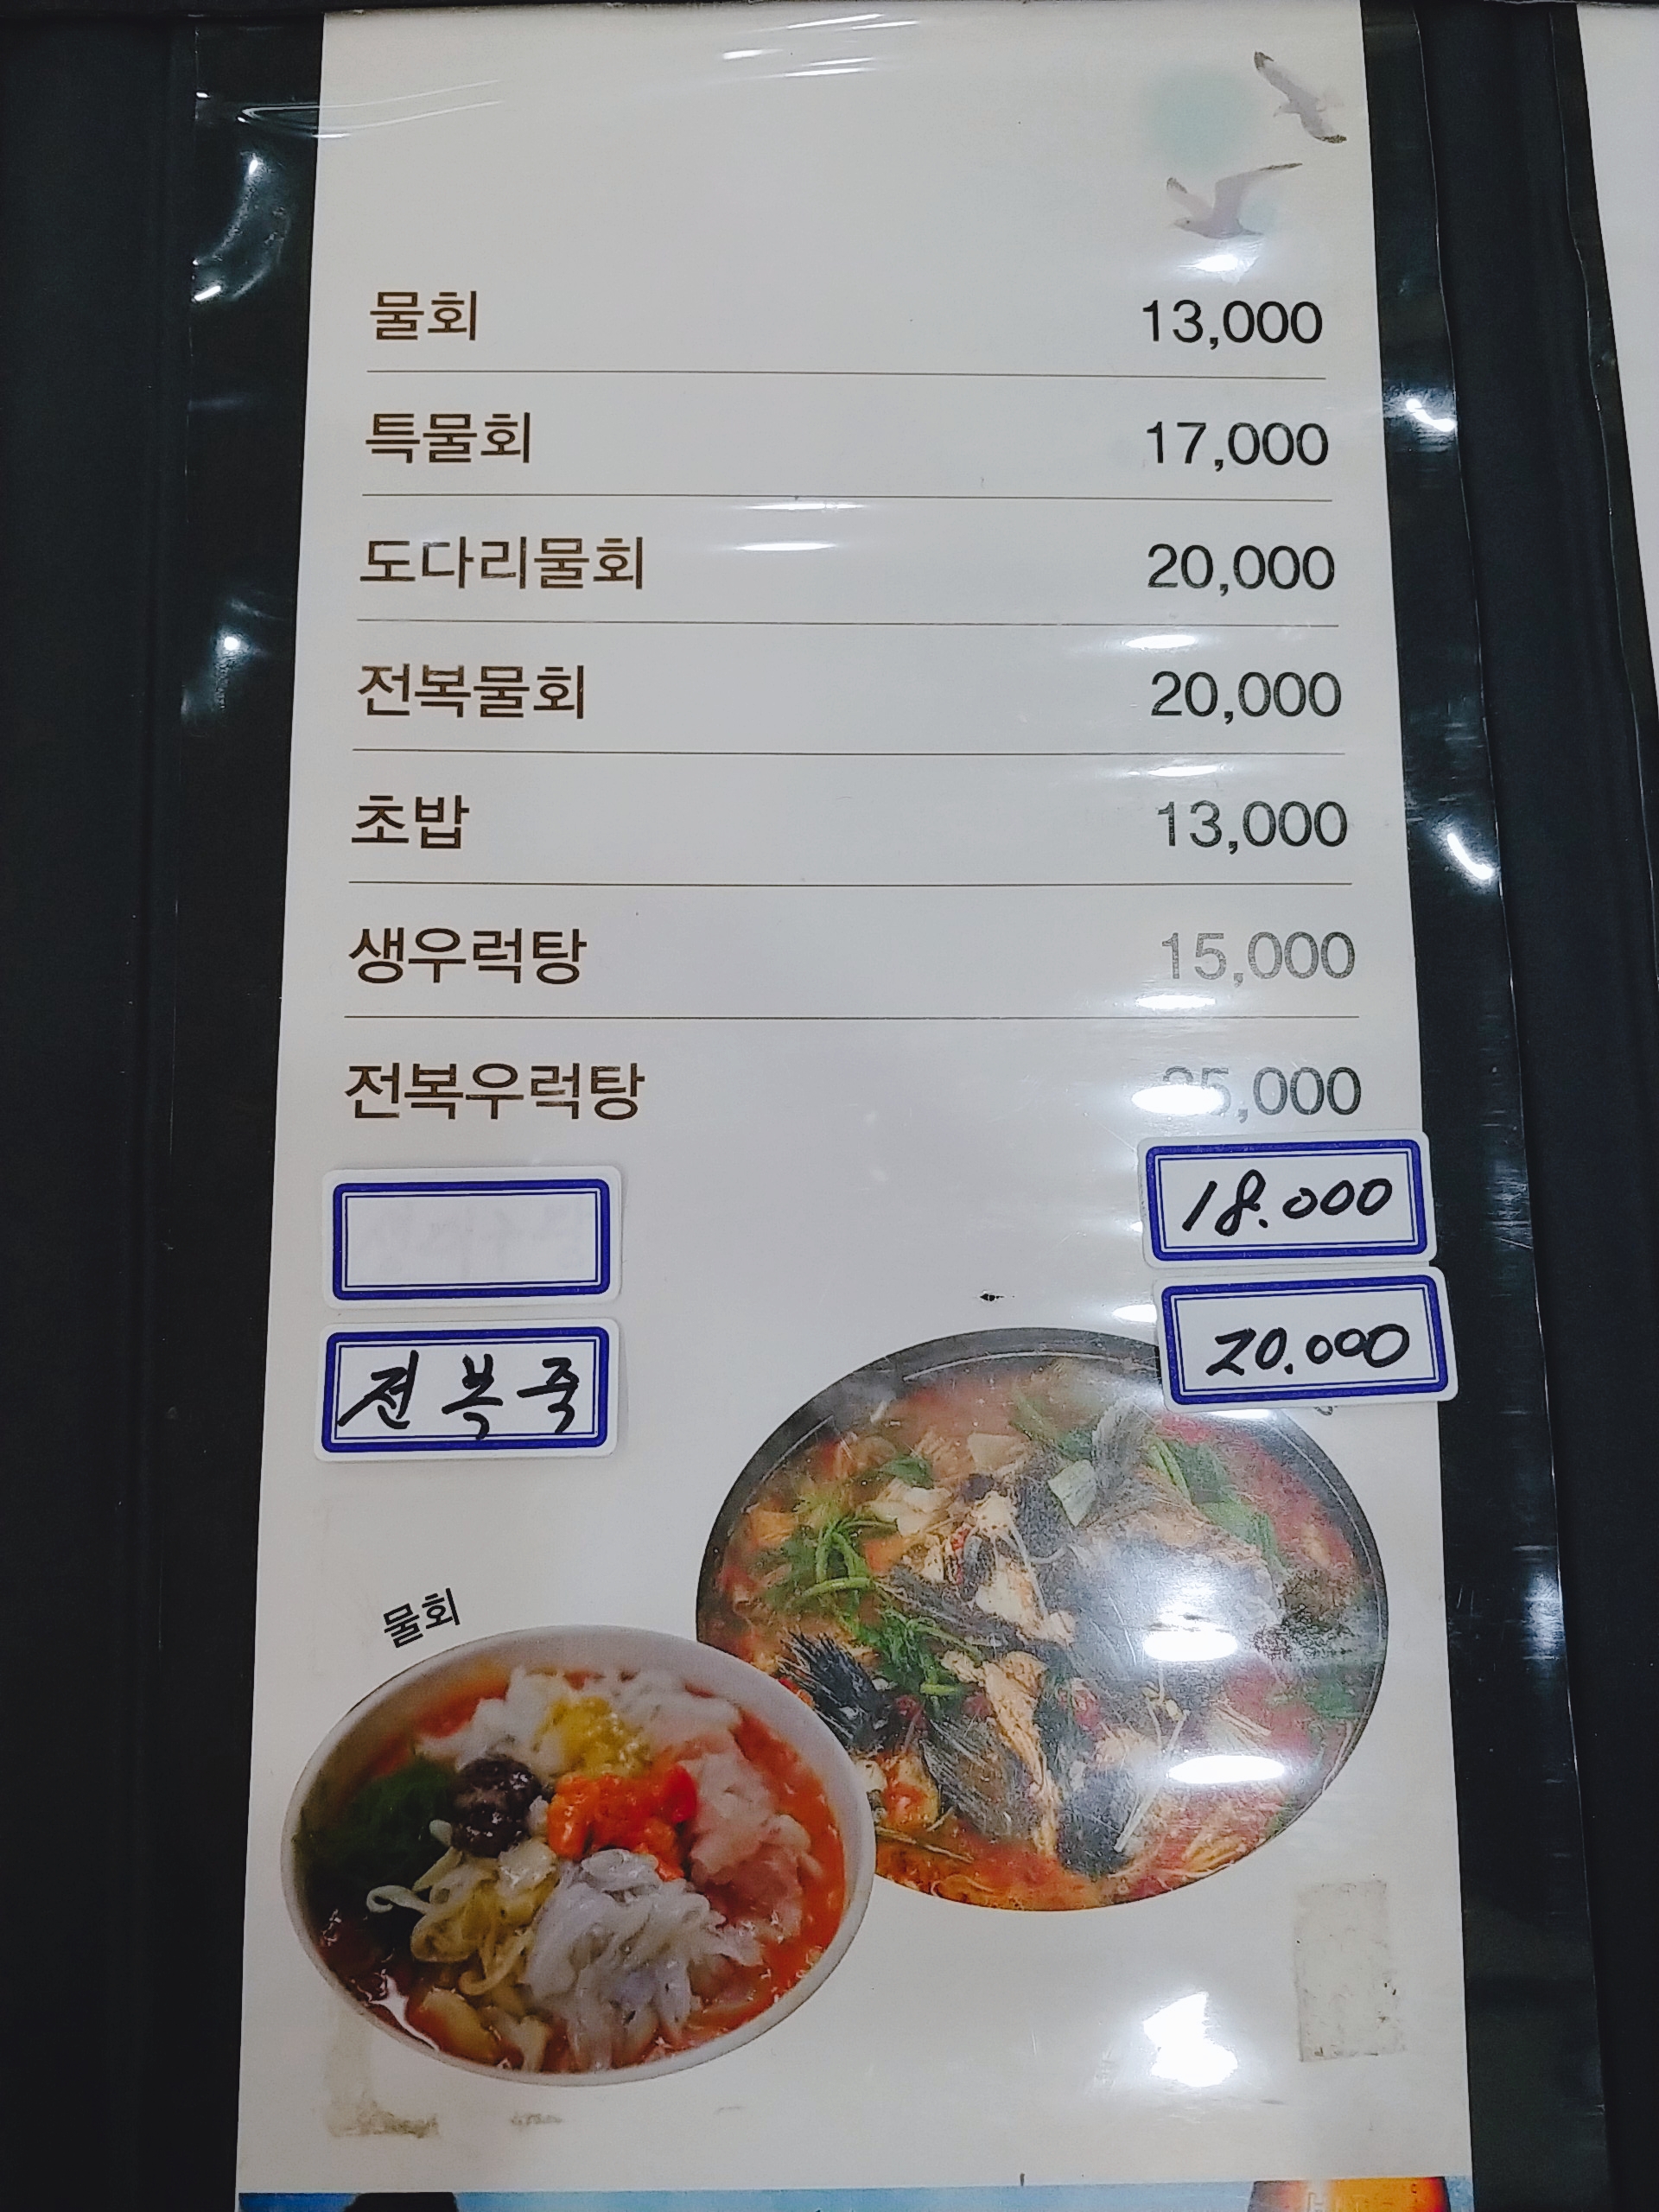 물회 13,000
특물회 17,000
도다리물회 20,000
전복물회 20,000
초밥 13,000
생우럭탕 15,000
전복우럭탕
18.000
전복죽 20.000
물회